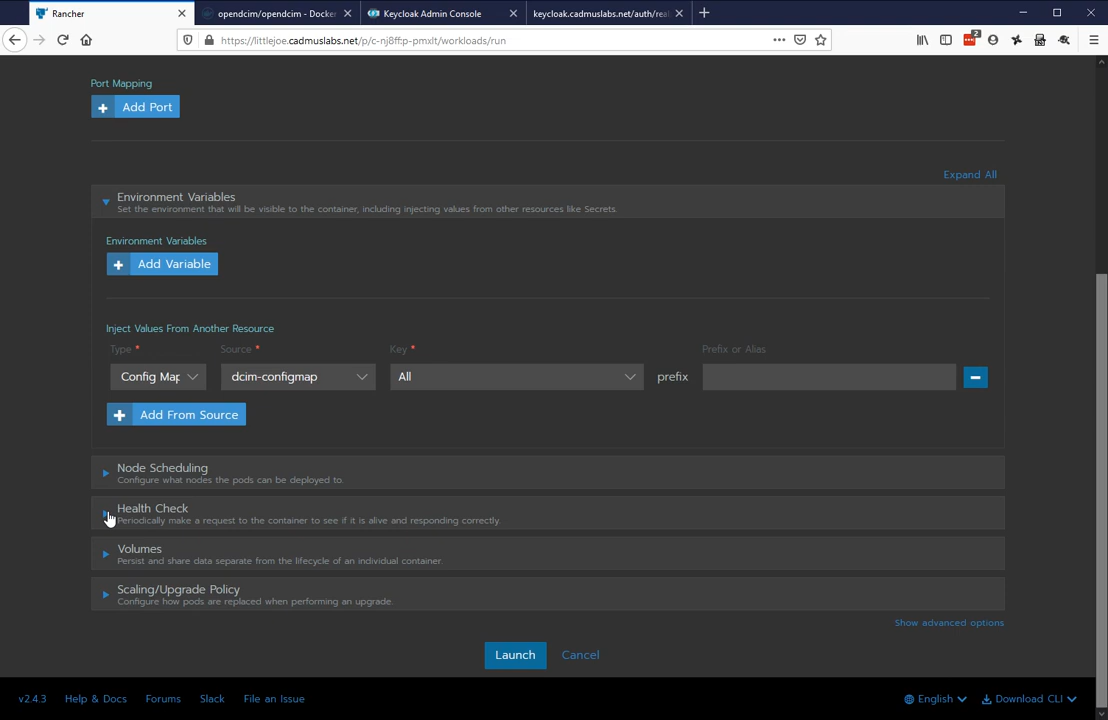 Rancher
opendcim/opendcim - Docker
Keycloak Admin Console
keycloak.cadmuslabs.net/auth/real
https://littlejoe.cadmuslabs.net/p/c-nj8ff:p-pmxlt/workloads/run
2
Port Mapping
Add Port
Expand All
Environment Variables
Set the environment that will be visible to the container, including injecting values from other resources like Secrets.
Environment Variables
Add Variable
Inject Values From Another Resource
Type *
Source *
Key *
Prefix or Alias
Config Map
dcim-configmap
All
prefix
Add From Source
Node Scheduling
Configure what nodes the pods can be deployed to.
Health Check
Periodically make a request to the container to see if it is alive and responding correctly.
Volumes
Persist and share data separate from the lifecycle of an individual container.
Scaling/Upgrade Policy
Configure how pods are replaced when performing an upgrade.
Show advanced options
Launch
Cancel
v2.4.3
Help & Docs
Forums
Slack
File an Issue
English
Download CLI